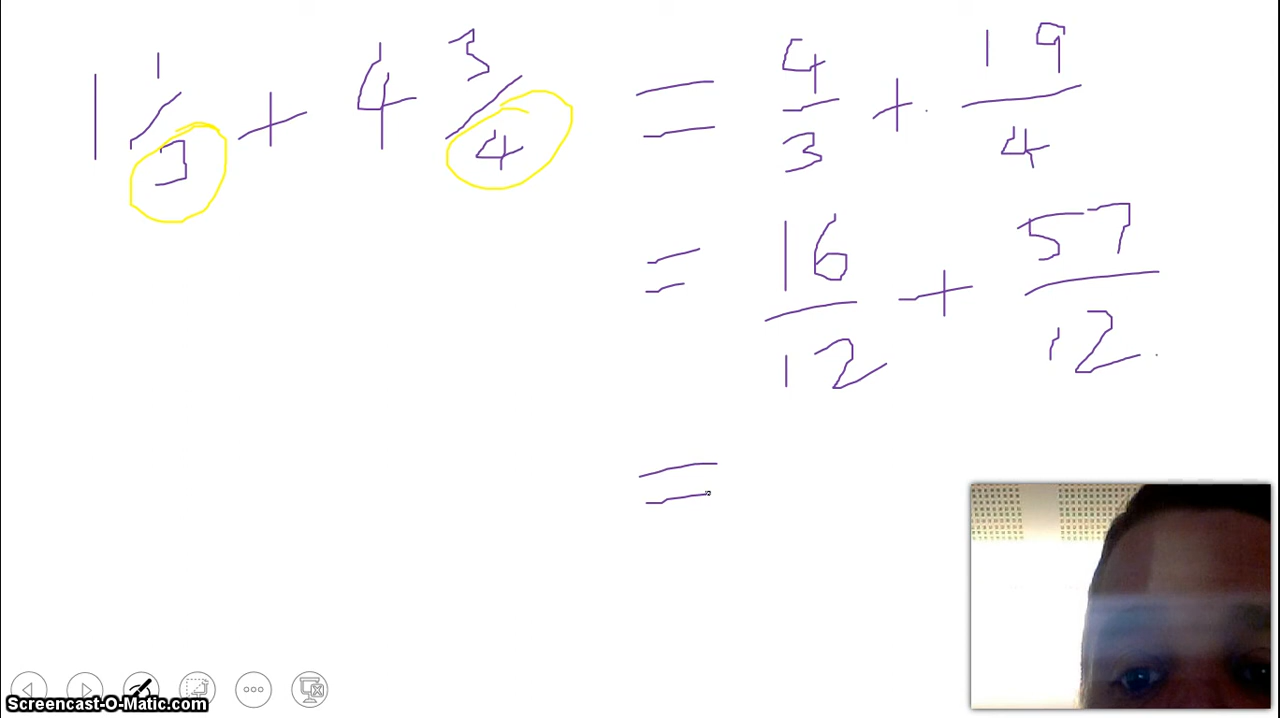 1 1/3 + 4 3/4 = 4/3 + 19/4
= 16/12 + 57/12
=
Screencast-O-Matic.com